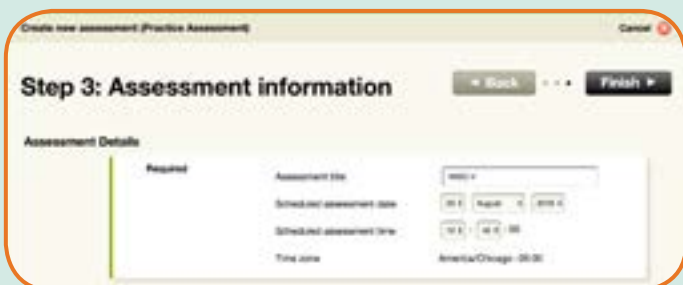 Create new assessment (Practice Assessment) Cancel
Step 3: Assessment information Back Finish
Assessment Details
Required Assessment title
Scheduled assessment date August
Scheduled assessment time
Time zone America/Chicago